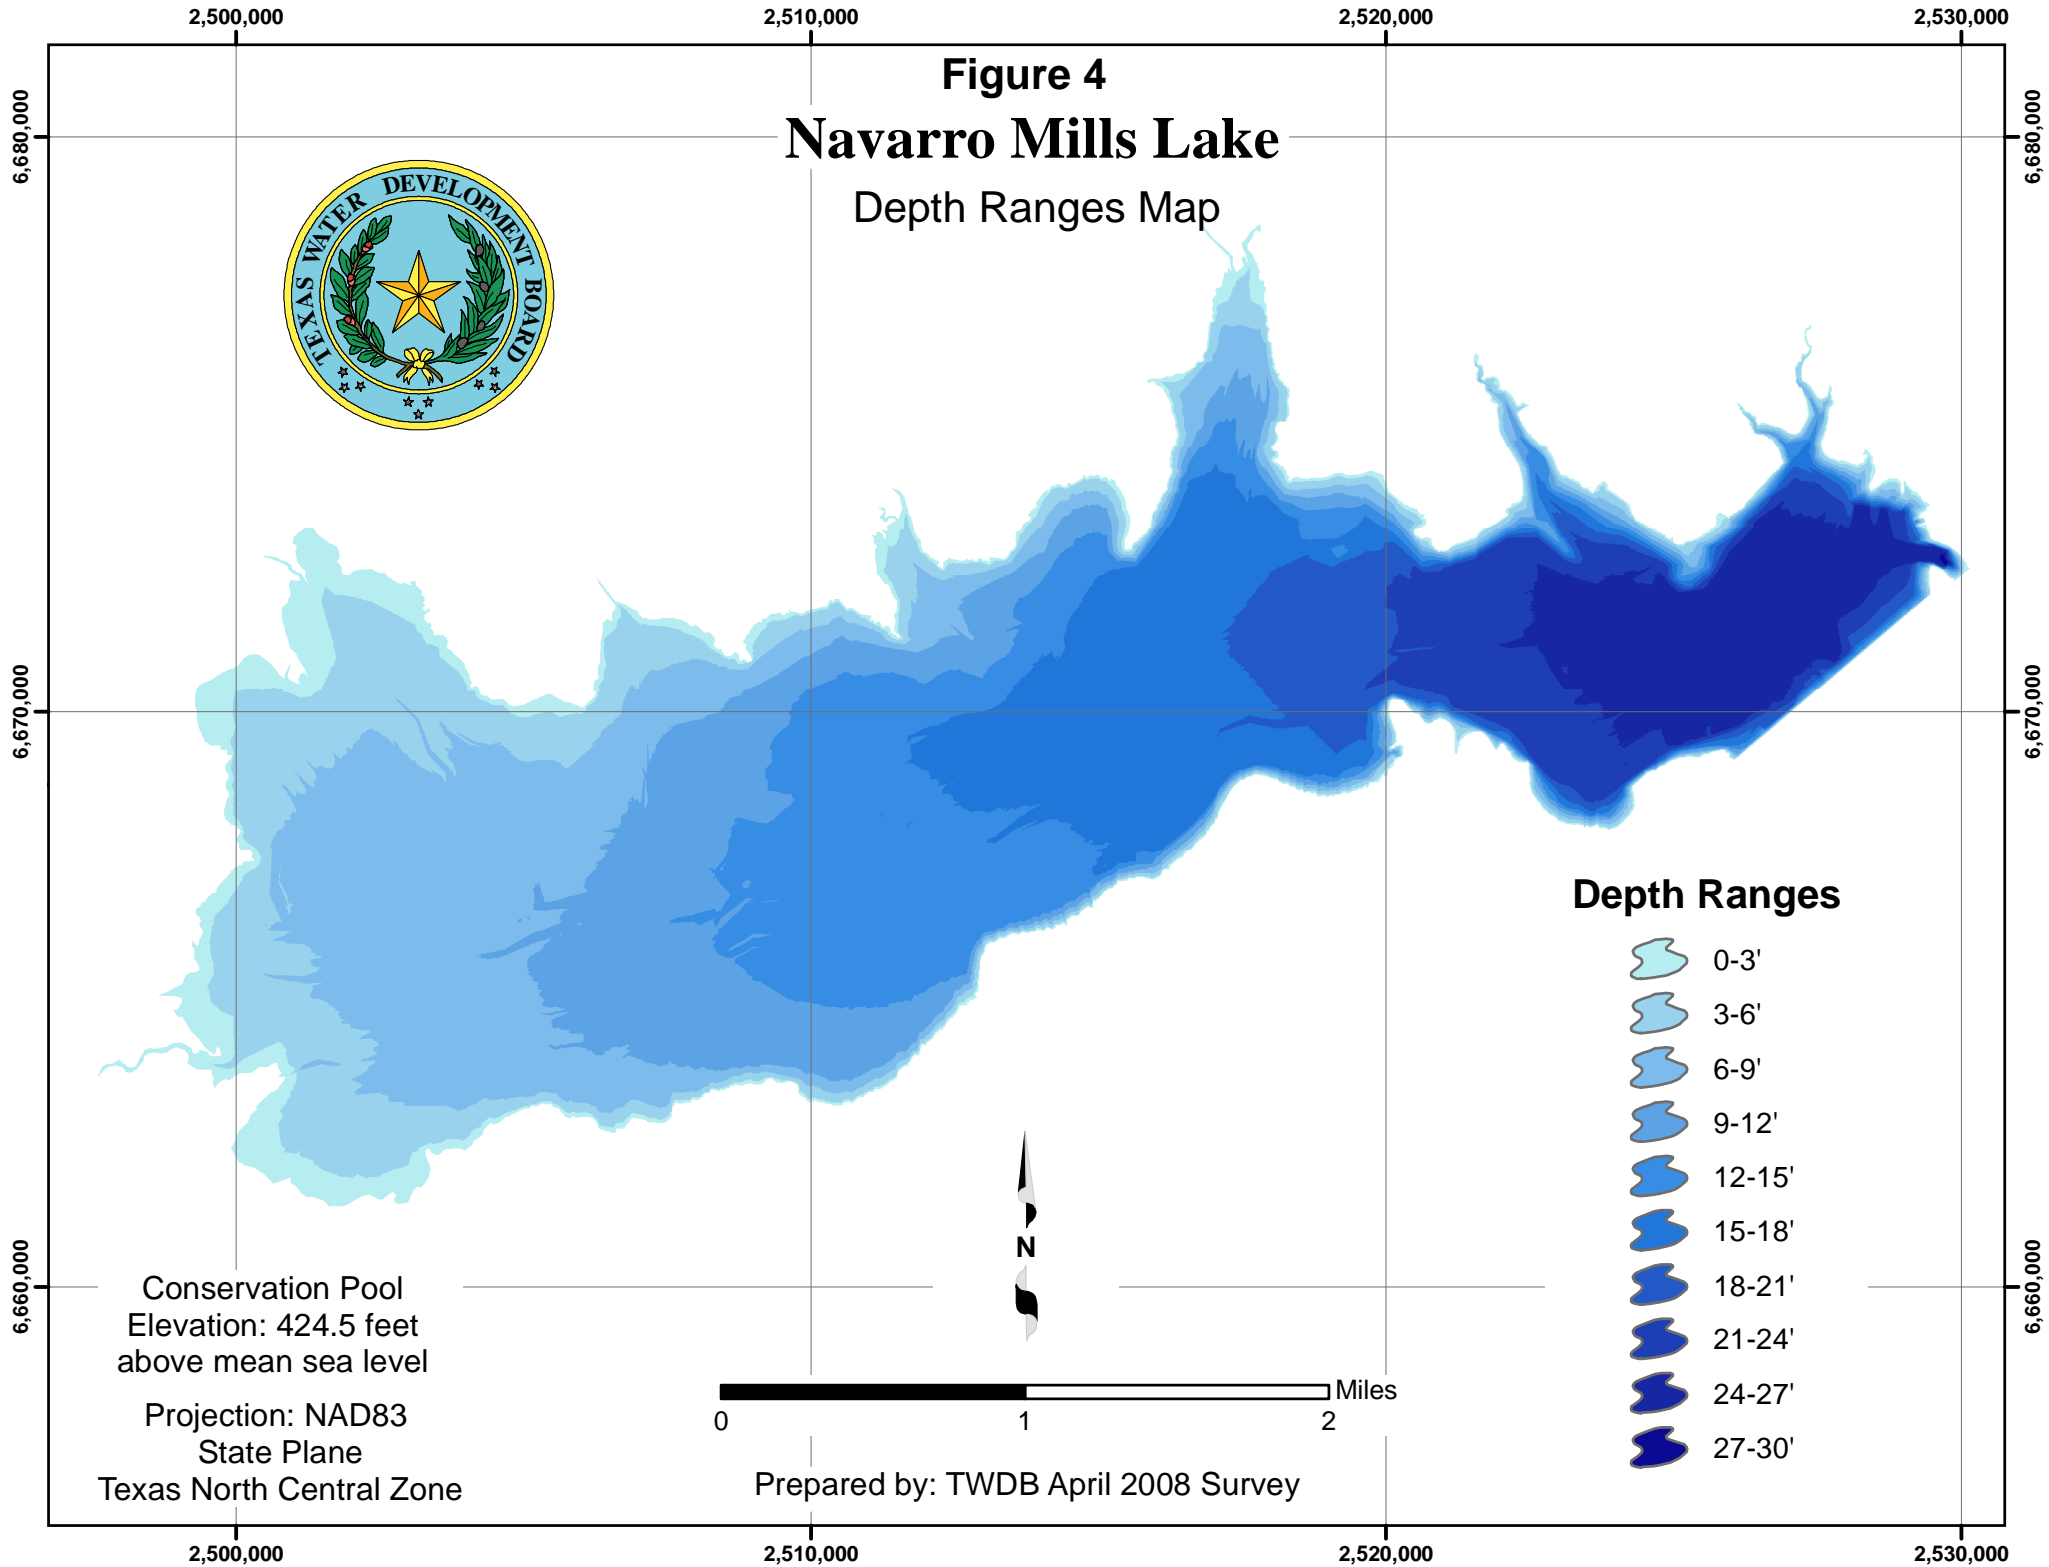 2,500,000
2,510,000
2,520,000
2,530,000
Figure 4
Navarro Mills Lake
Depth Ranges Map
6,680,000
6,680,000
TEXAS WATER DEVELOPMENT BOARD
6,670,000
6,670,000
Depth Ranges
0-3'
3-6'
6-9'
9-12'
12-15'
15-18'
18-21'
21-24'
24-27'
27-30'
N
6,660,000
6,660,000
Conservation Pool
Elevation: 424.5 feet
above mean sea level
Projection: NAD83
State Plane
Texas North Central Zone
Miles
0
1
2
Prepared by: TWDB April 2008 Survey
2,500,000
2,510,000
2,520,000
2,530,000